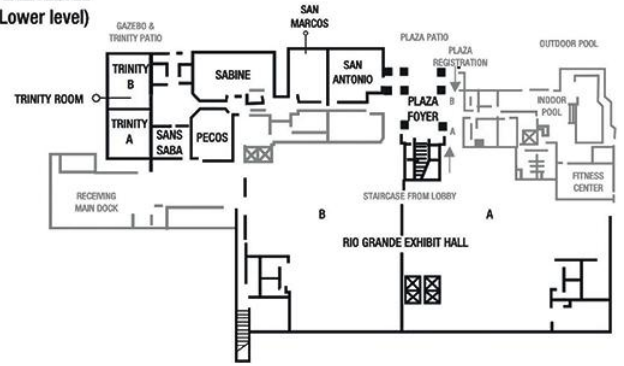 (Lower level)
GAZEBO &
TRINITY PATIO
SAN
MARCOS
PLAZA PATIO
PLAZA
REGISTRATION
OUTDOOR POOL
TRINITY
B
SABINE
SAN
ANTONIO
TRINITY ROOM
PLAZA
FOYER
B
INDOOR
POOL
TRINITY
A
SANS
SABA
PECOS
A
FITNESS
CENTER
RECEIVING
MAIN DOCK
STAIRCASE FROM LOBBY
B
A
RIO GRANDE EXHIBIT HALL